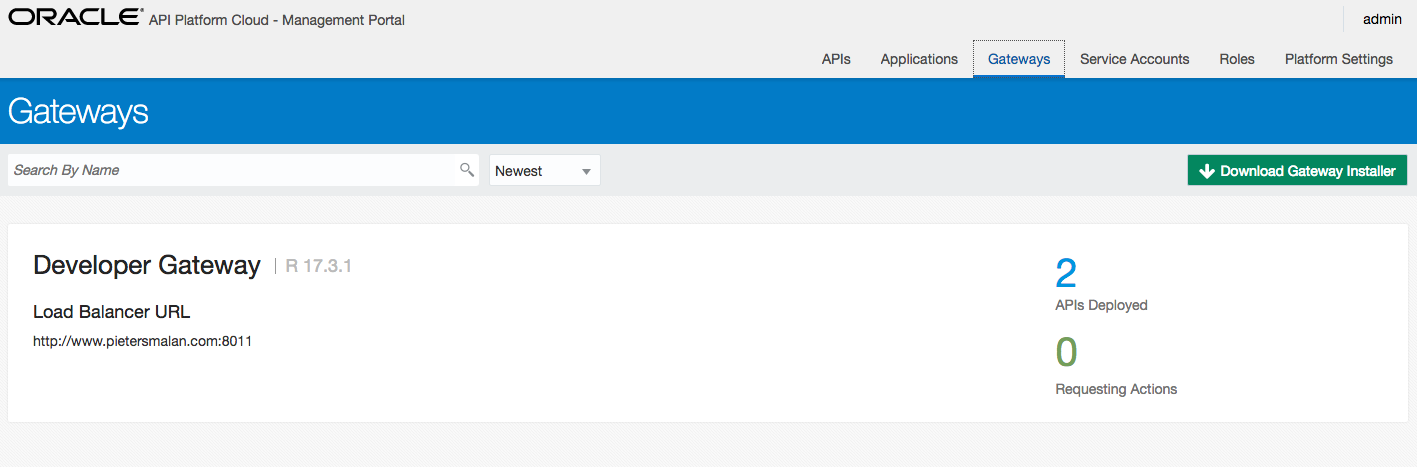 ORACLE® API Platform Cloud - Management Portal
admin
APIs Applications Gateways Service Accounts Roles Platform Settings
Gateways
Search By Name Newest Download Gateway Installer
Developer Gateway | R 17.3.1
Load Balancer URL
http://www.pietersmalan.com:8011
2
APIs Deployed
0
Requesting Actions